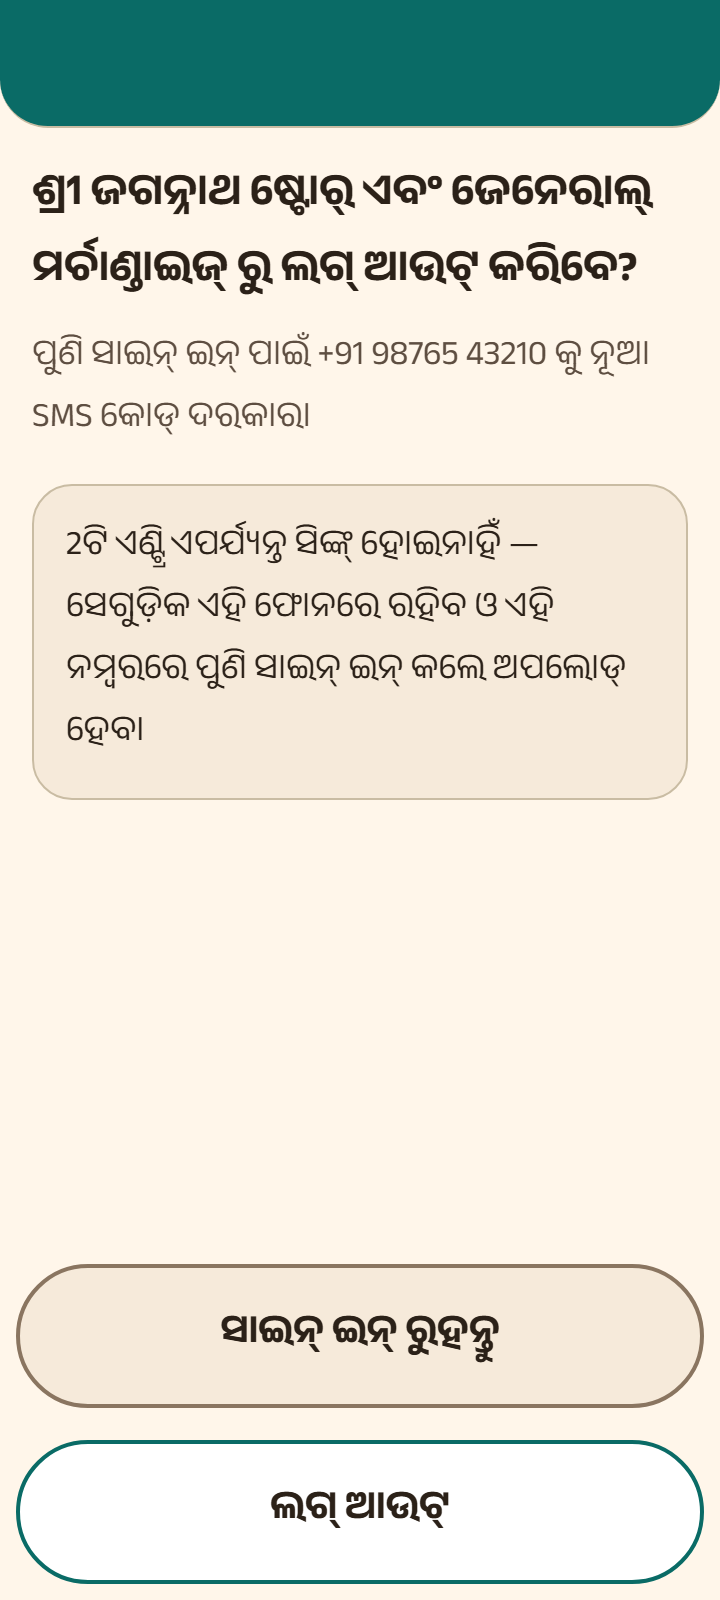 ଶ୍ରୀ ଜଗନ୍ନାଥ ଷ୍ଟୋର୍ ଏବଂ ଜେନେରାଲ୍
ମର୍ଚାଣ୍ଡାଇଜ୍ ରୁ ଲଗ୍ ଆଉଟ୍ କରିବେ?
ପୁଣି ସାଇନ୍ ଇନ୍ ପାଇଁ +91 98765 43210 କୁ ନୂଆ
SMS କୋଡ୍ ଦରକାର।
2ଟି ଏଣ୍ଟ୍ରି ଏପର୍ଯ୍ୟନ୍ତ ସିଙ୍କ୍ ହୋଇନାହିଁ —
ସେଗୁଡ଼ିକ ଏହି ଫୋନରେ ରହିବ ଓ ଏହି
ନମ୍ବରରେ ପୁଣି ସାଇନ୍ ଇନ୍ କଲେ ଅପଲୋଡ୍
ହେବ।
ସାଇନ୍ ଇନ୍ ରୁହନ୍ତୁ
ଲଗ୍ ଆଉଟ୍